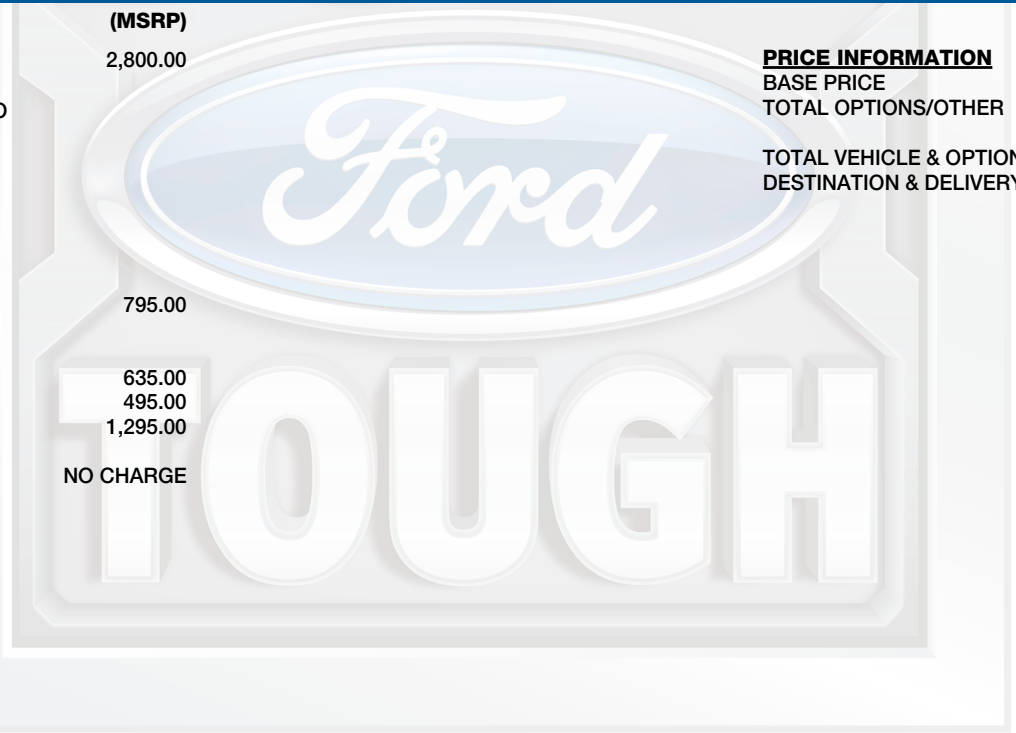 (MSRP)
2,800.00
795.00
635.00
495.00
1,295.00
NO CHARGE
PRICE INFORMATION
BASE PRICE
TOTAL OPTIONS/OTHER
TOTAL VEHICLE &
DESTINATION & DELIVERY
Ford
TOUGH